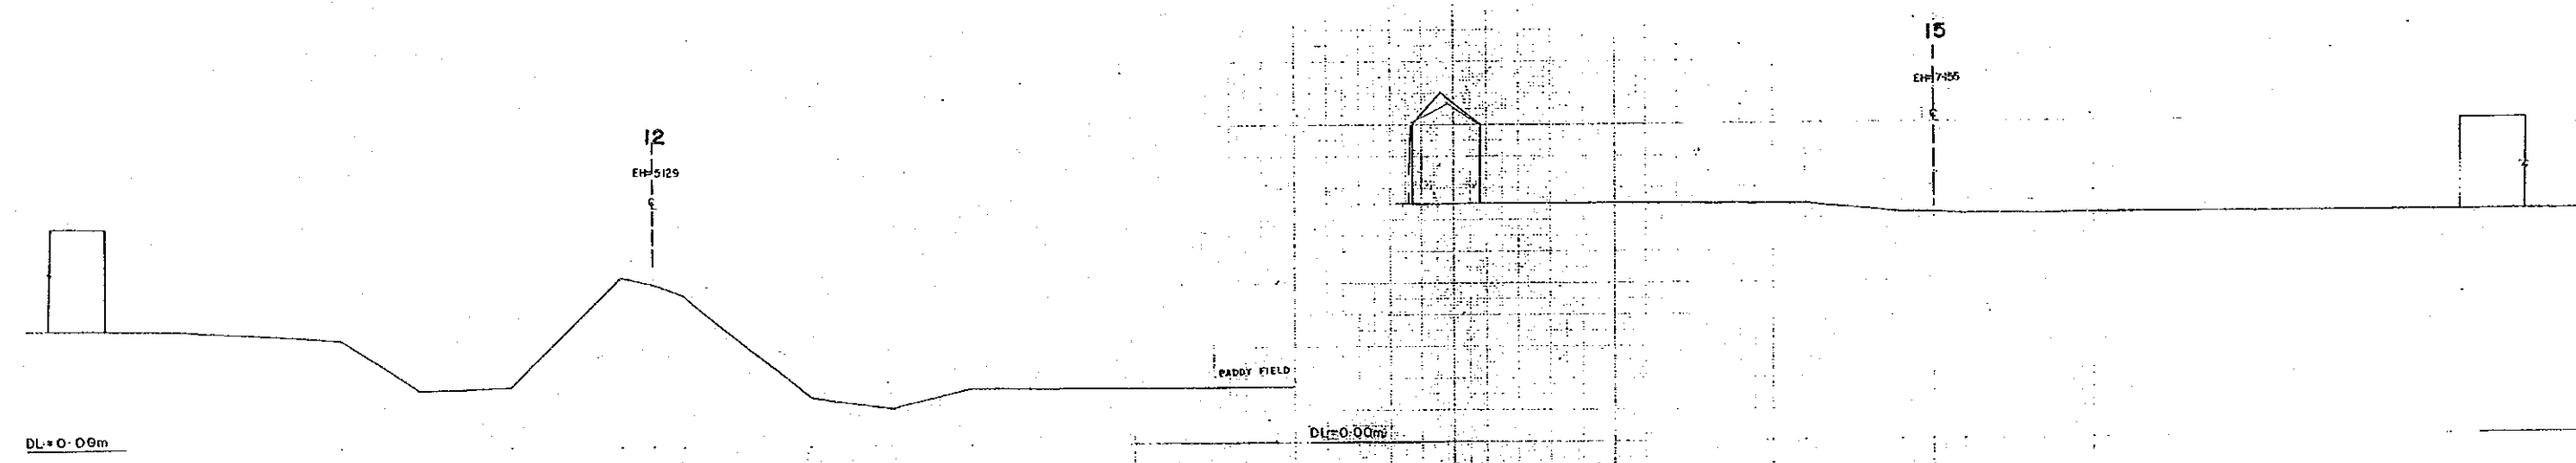 12
EH=5129
℄
PADDY FIELD
DL=0.00m
15
EH=7.155
℄
DL=0.00m